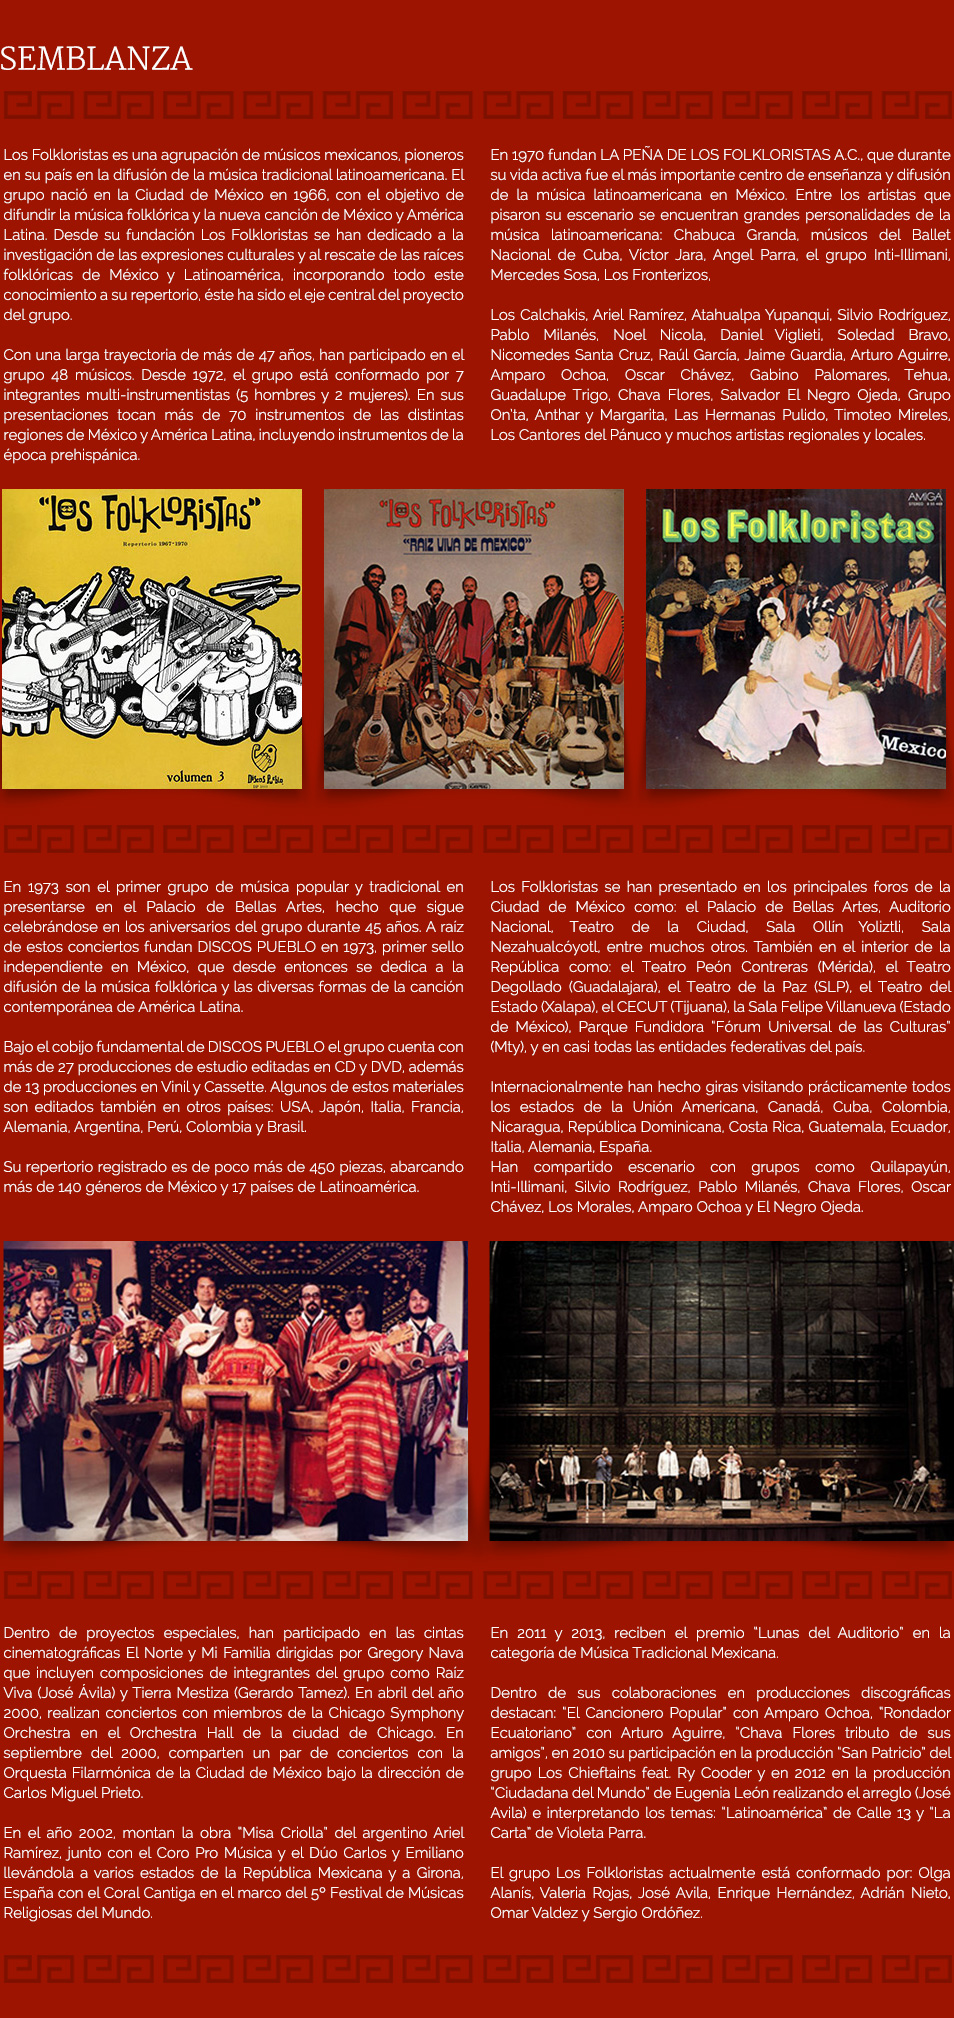 SEMBLANZA
Los Folkloristas es una agrupación de músicos mexicanos, pioneros
en su país en la difusión de la música tradicional latinoamericana. El
grupo nació en la Ciudad de México en 1966, con el objetivo de
difundir la música folklórica y la nueva canción de México y América
Latina. Desde su fundación Los Folkloristas se han dedicado a la
investigación de las expresiones culturales y al rescate de las raíces
folklóricas de México y Latinoamérica, incorporando todo este
conocimiento a su repertorio, éste ha sido el eje central del proyecto
del grupo.
Con una larga trayectoria de más de 47 años, han participado en el
grupo 48 músicos. Desde 1972, el grupo está conformado por 7
integrantes multi-instrumentistas (5 hombres y 2 mujeres). En sus
presentaciones tocan más de 70 instrumentos de las distintas
regiones de México y América Latina, incluyendo instrumentos de la
época prehispánica.
En 1970 fundan LA PEÑA DE LOS FOLKLORISTAS A.C., que durante
su vida activa fue el más importante centro de enseñanza y difusión
de la música latinoamericana en México. Entre los artistas que
pisaron su escenario se encuentran grandes personalidades de la
música latinoamericana: Chabuca Granda, músicos del Ballet
Nacional de Cuba, Víctor Jara, Angel Parra, el grupo Inti-Illimani,
Mercedes Sosa, Los Fronterizos,
Los Calchakis, Ariel Ramírez, Atahualpa Yupanqui, Silvio Rodríguez,
Pablo Milanés, Noel Nicola, Daniel Viglieti, Soledad Bravo,
Nicomedes Santa Cruz, Raúl García, Jaime Guardia, Arturo Aguirre,
Amparo Ochoa, Oscar Chávez, Gabino Palomares, Tehua,
Guadalupe Trigo, Chava Flores, Salvador El Negro Ojeda, Grupo
On'ta, Anthar y Margarita, Las Hermanas Pulido, Timoteo Mireles,
Los Cantores del Pánuco y muchos artistas regionales y locales.
"LOS FOLKLORISTAS"
Repertorio 1967-1970
volumen 3
"LOS FOLKLORISTAS"
"RAIZ VIVA DE MEXICO"
AMIGA
STEREO
Los Folkloristas
Mexico
En 1973 son el primer grupo de música popular y tradicional en
presentarse en el Palacio de Bellas Artes, hecho que sigue
celebrándose en los aniversarios del grupo durante 45 años. A raíz
de estos conciertos fundan DISCOS PUEBLO en 1973, primer sello
independiente en México, que desde entonces se dedica a la
difusión de la música folklórica y las diversas formas de la canción
contemporánea de América Latina.
Bajo el cobijo fundamental de DISCOS PUEBLO el grupo cuenta con
más de 27 producciones de estudio editadas en CD y DVD, además
de 13 producciones en Vinil y Cassette. Algunos de estos materiales
son editados también en otros países: USA, Japón, Italia, Francia,
Alemania, Argentina, Perú, Colombia y Brasil.
Su repertorio registrado es de poco más de 450 piezas, abarcando
más de 140 géneros de México y 17 países de Latinoamérica.
Los Folkloristas se han presentado en los principales foros de la
Ciudad de México como: el Palacio de Bellas Artes, Auditorio
Nacional, Teatro de la Ciudad, Sala Ollín Yoliztli, Sala
Nezahualcóyotl, entre muchos otros. También en el interior de la
República como: el Teatro Peón Contreras (Mérida), el Teatro
Degollado (Guadalajara), el Teatro de la Paz (SLP), el Teatro del
Estado (Xalapa), el CECUT (Tijuana), la Sala Felipe Villanueva (Estado
de México), Parque Fundidora "Fórum Universal de las Culturas"
(Mty), y en casi todas las entidades federativas del país.
Internacionalmente han hecho giras visitando prácticamente todos
los estados de la Unión Americana, Canadá, Cuba, Colombia,
Nicaragua, República Dominicana, Costa Rica, Guatemala, Ecuador,
Italia, Alemania, España.
Han compartido escenario con grupos como Quilapayún,
Inti-Illimani, Silvio Rodríguez, Pablo Milanés, Chava Flores, Oscar
Chávez, Los Morales, Amparo Ochoa y El Negro Ojeda.
Dentro de proyectos especiales, han participado en las cintas
cinematográficas El Norte y Mi Familia dirigidas por Gregory Nava
que incluyen composiciones de integrantes del grupo como Raíz
Viva (José Ávila) y Tierra Mestiza (Gerardo Tamez). En abril del año
2000, realizan conciertos con miembros de la Chicago Symphony
Orchestra en el Orchestra Hall de la ciudad de Chicago. En
septiembre del 2000, comparten un par de conciertos con la
Orquesta Filarmónica de la Ciudad de México bajo la dirección de
Carlos Miguel Prieto.
En el año 2002, montan la obra "Misa Criolla" del argentino Ariel
Ramírez, junto con el Coro Pro Música y el Dúo Carlos y Emiliano
llevándola a varios estados de la República Mexicana y a Girona,
España con el Coral Cantiga en el marco del 5º Festival de Músicas
Religiosas del Mundo.
En 2011 y 2013, reciben el premio "Lunas del Auditorio" en la
categoría de Música Tradicional Mexicana.
Dentro de sus colaboraciones en producciones discográficas
destacan: "El Cancionero Popular" con Amparo Ochoa, "Rondador
Ecuatoriano" con Arturo Aguirre, "Chava Flores tributo de sus
amigos", en 2010 su participación en la producción "San Patricio" del
grupo Los Chieftains feat. Ry Cooder y en 2012 en la producción
"Ciudadana del Mundo" de Eugenia León realizando el arreglo (José
Avila) e interpretando los temas: "Latinoamérica" de Calle 13 y "La
Carta" de Violeta Parra.
El grupo Los Folkloristas actualmente está conformado por: Olga
Alanís, Valeria Rojas, José Avila, Enrique Hernández, Adrián Nieto,
Omar Valdez y Sergio Ordóñez.